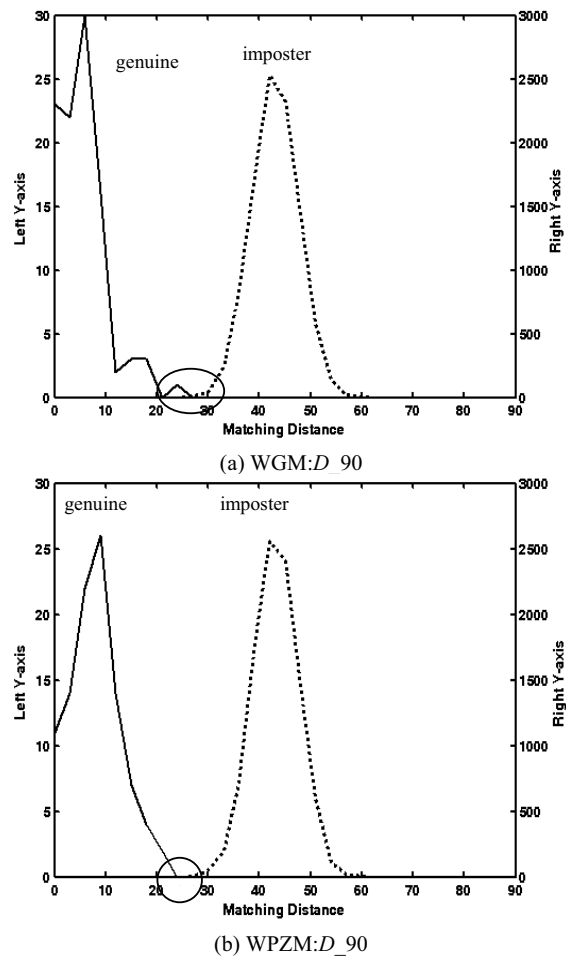 30 3000
genuine imposter
25 2500
20 2000
15 1500
10 1000
5 500
0 0
Left Y-axis
Right Y-axis
0 10 20 30 40 50 60 70 80 90
Matching Distance
(a) WGM:D_90
30 3000
genuine imposter
25 2500
20 2000
15 1500
10 1000
5 500
0 0
Left Y-axis
Right Y-axis
0 10 20 30 40 50 60 70 80 90
Matching Distance
(b) WPZM:D_90